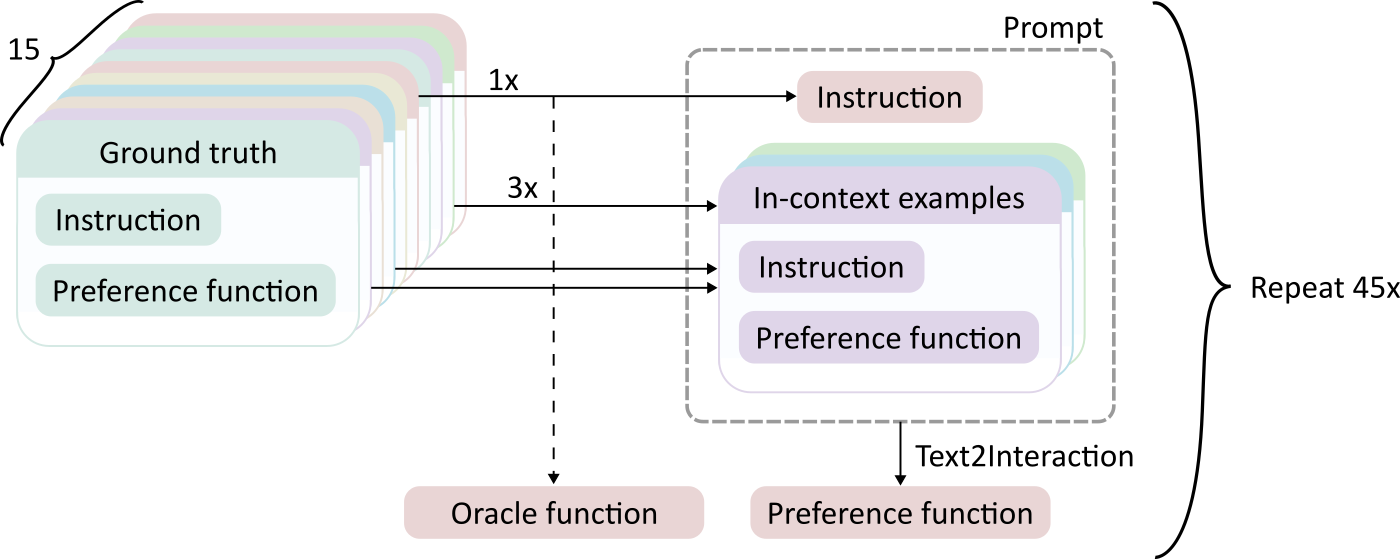 15
Ground truth
Instruction
Preference function
1x
3x
Prompt
Instruction
In-context examples
Instruction
Preference function
Text2Interaction
Oracle function
Preference function
Repeat 45x